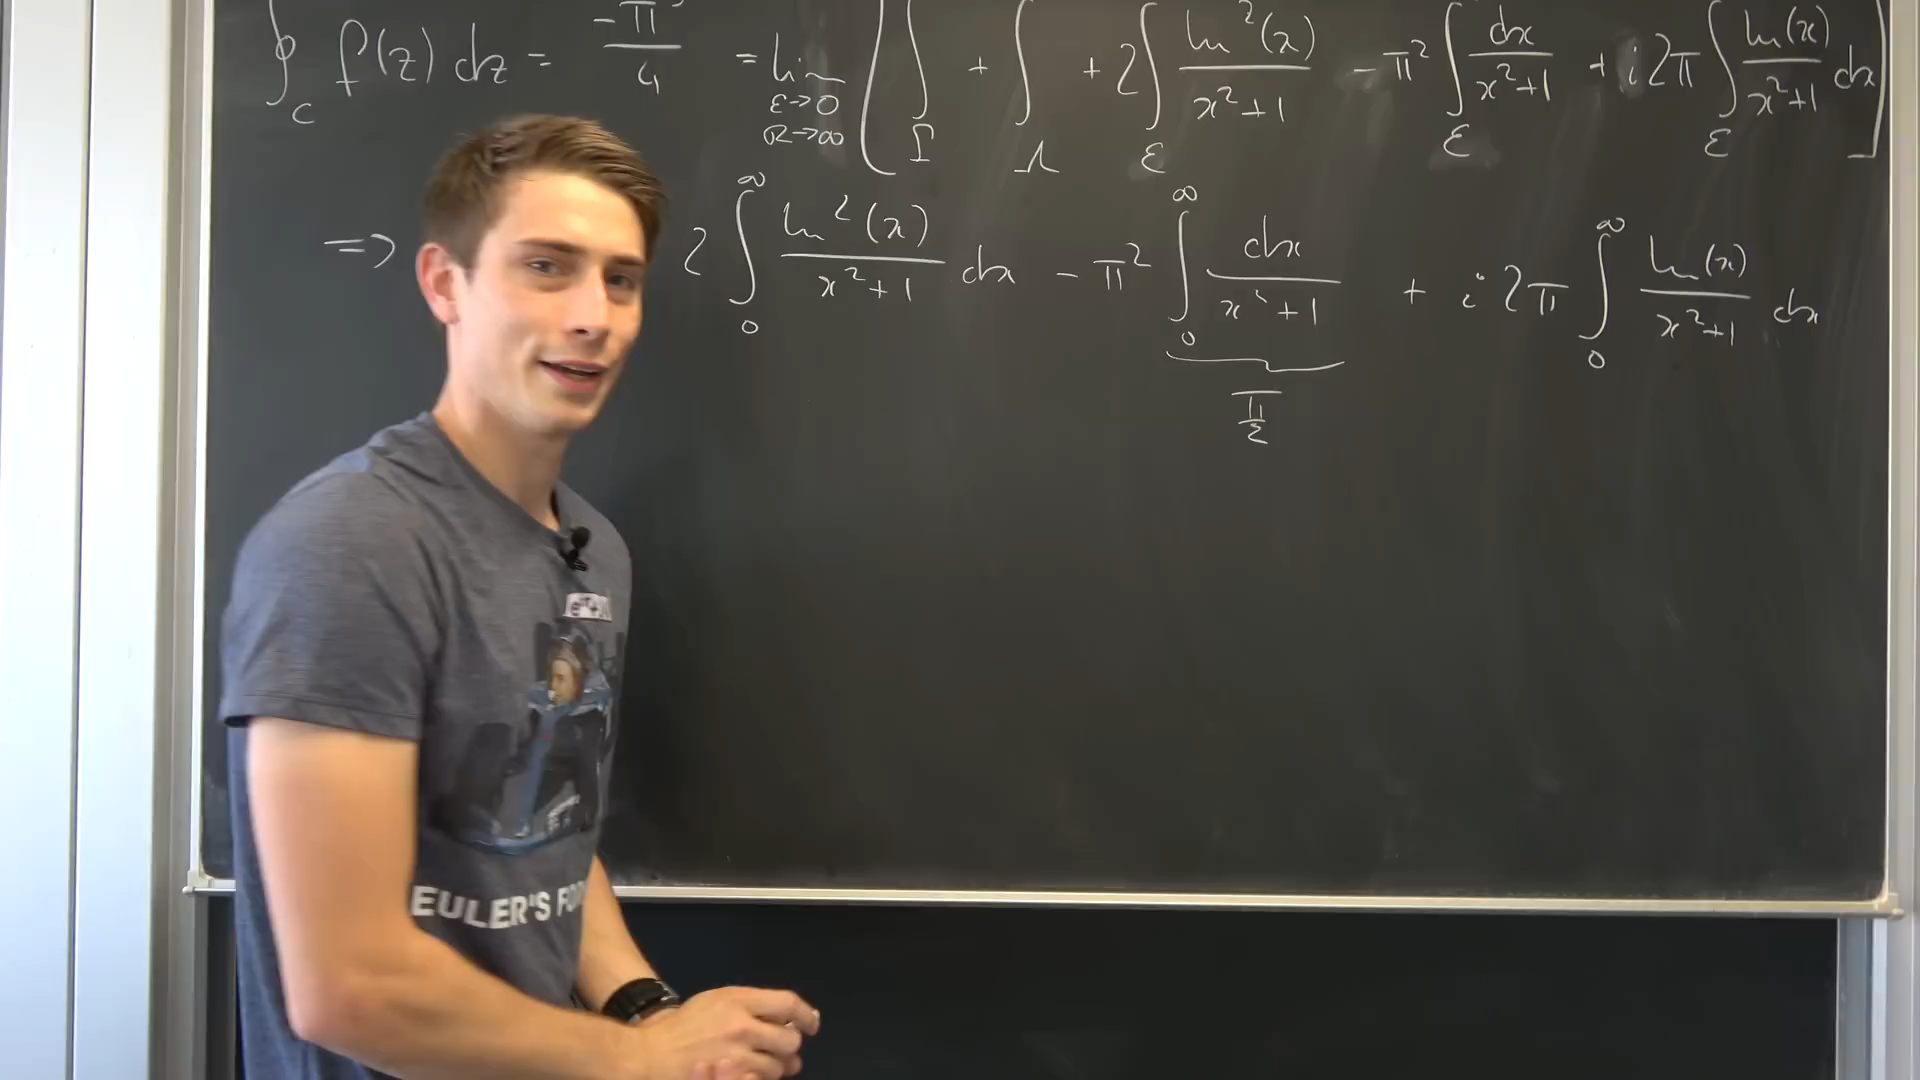 ∮_C f(z) dz = -π³/4 = lim_{ε→0, R→∞} [ ∫_Γ + ∫_Λ + 2∫_ε ln²(x)/(x²+1) - π² ∫_ε dx/(x²+1) + i2π ∫_ε ln(x)/(x²+1) dx ]
=> 2 ∫_0^∞ ln²(x)/(x²+1) dx - π² ∫_0^∞ dx/(x²+1) + i2π ∫_0^∞ ln(x)/(x²+1) dx
π/2
EULER'S